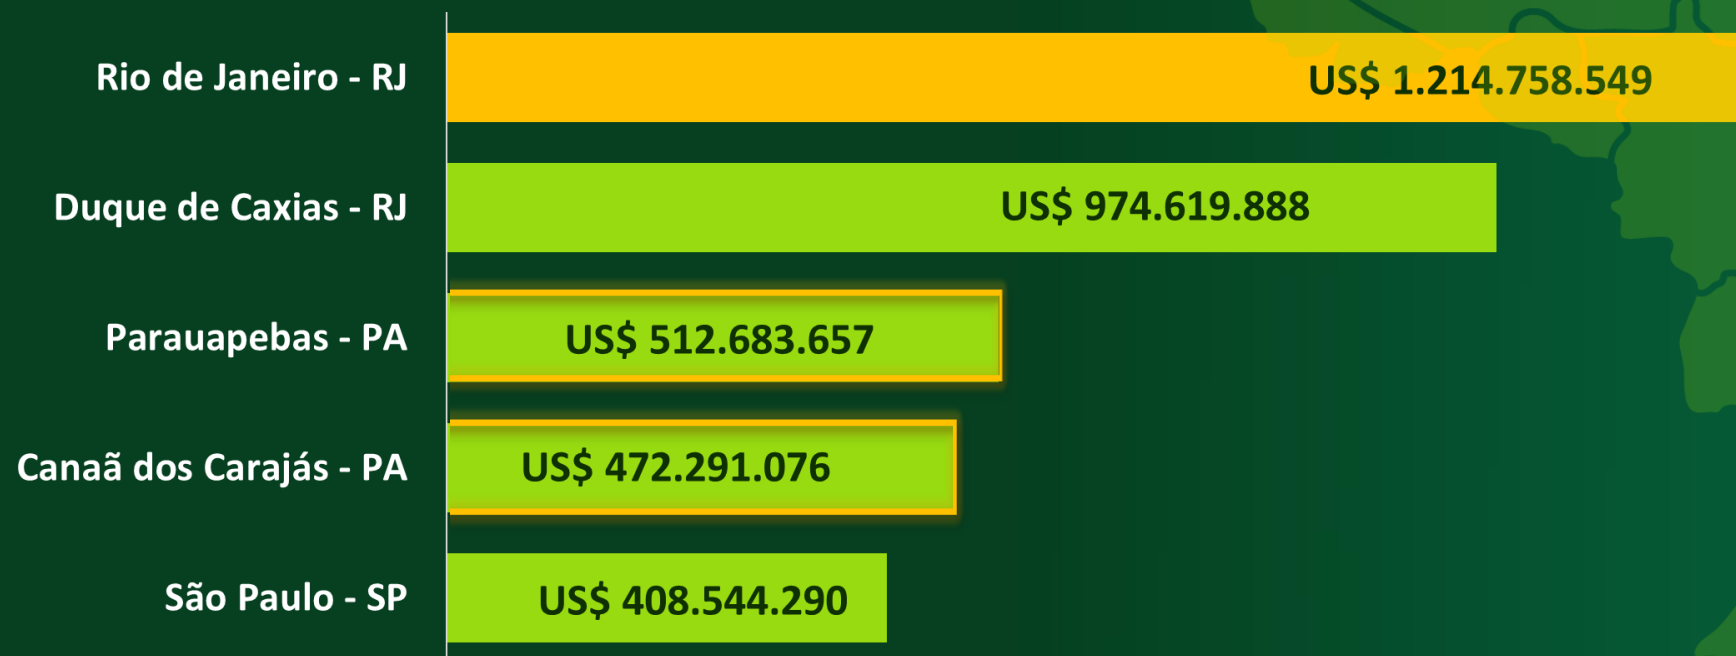 Rio de Janeiro - RJ US$ 1.214.758.549
Duque de Caxias - RJ US$ 974.619.888
Parauapebas - PA US$ 512.683.657
Canaã dos Carajás - PA US$ 472.291.076
São Paulo - SP US$ 408.544.290